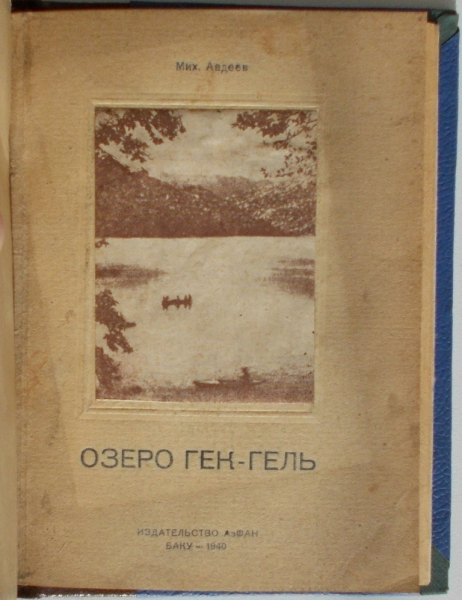 Мих. Авдеев
ОЗЕРО ГЕК-ГЕЛЬ
ИЗДАТЕЛЬСТВО АзФАН
БАКУ — 1940